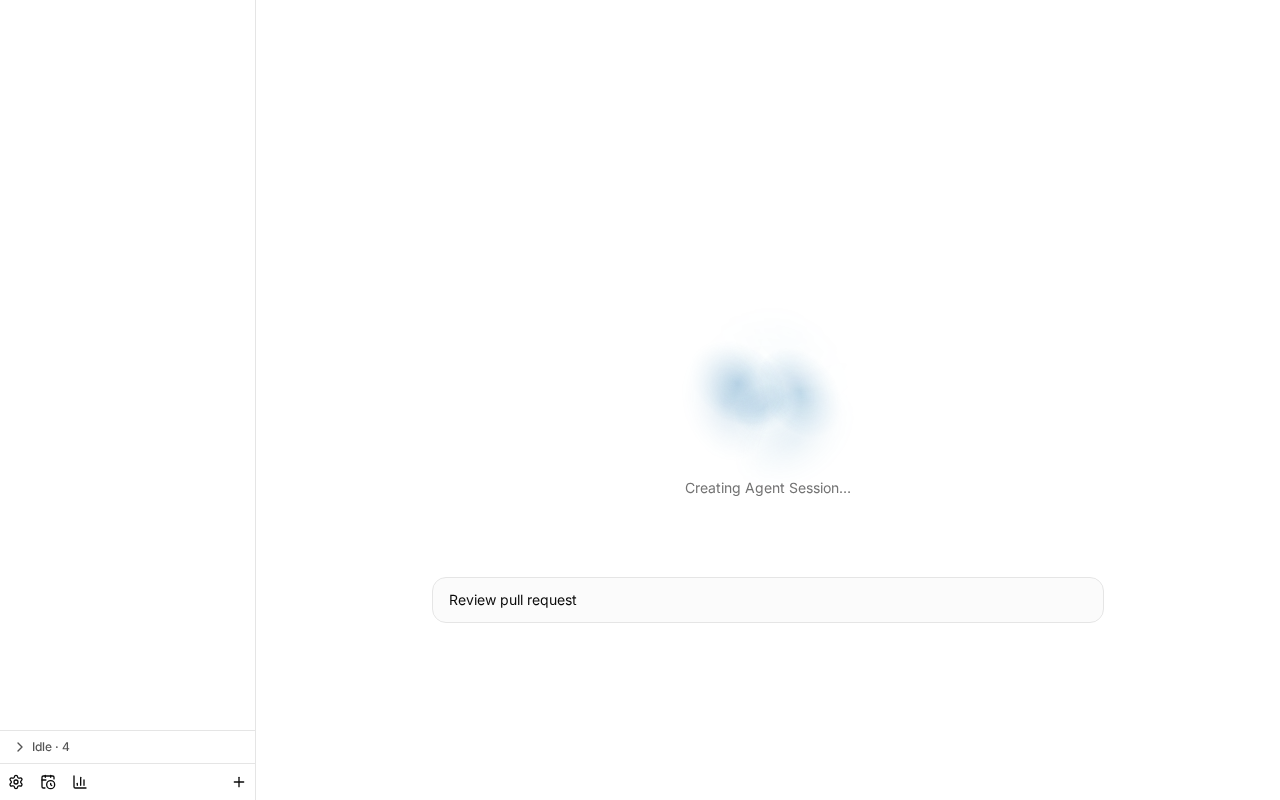 Creating Agent Session...
Review pull request
Idle · 4